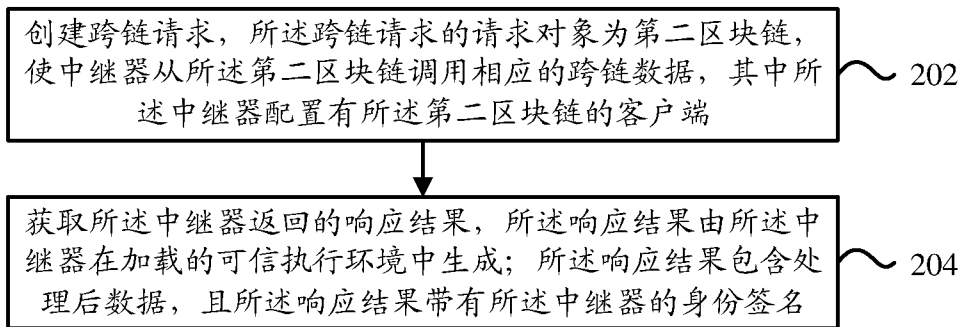 创建跨链请求，所述跨链请求的请求对象为第二区块链，
使中继器从所述第二区块链调用相应的跨链数据，其中所
述中继器配置有所述第二区块链的客户端
202
获取所述中继器返回的响应结果，所述响应结果由所述中
继器在加载的可信执行环境中生成；所述响应结果包含处
理后数据，且所述响应结果带有所述中继器的身份签名
204